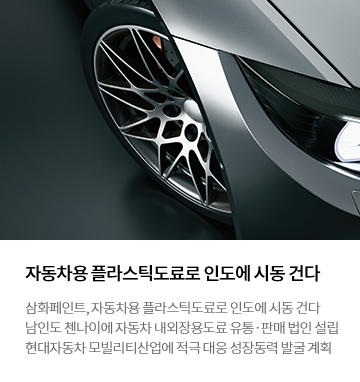 자동차용 플라스틱도료로 인도에 시동 건다
삼화페인트, 자동차용 플라스틱도료로 인도에 시동 건다
남인도 첸나이에 자동차 내외장용도료 유통·판매 법인 설립
현대자동차 모빌리티산업에 적극 대응 성장동력 발굴 계획